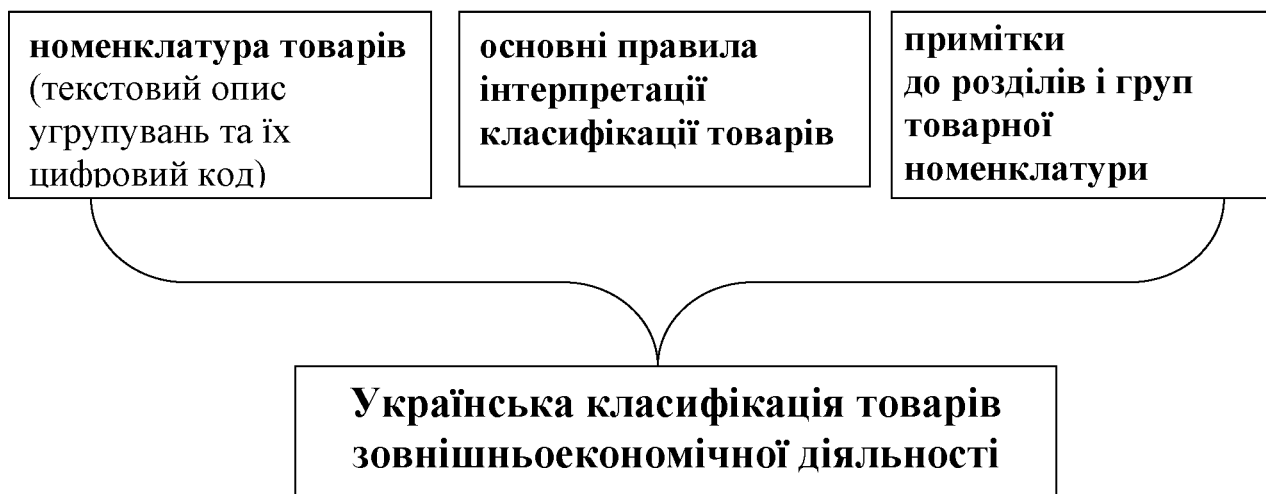 номенклатура товарів
(текстовий опис
угрупувань та їх
цифровий код)
основні правила
інтерпретації
класифікації товарів
примітки
до розділів і груп
товарної
номенклатури
Українська класифікація товарів
зовнішньоекономічної діяльності